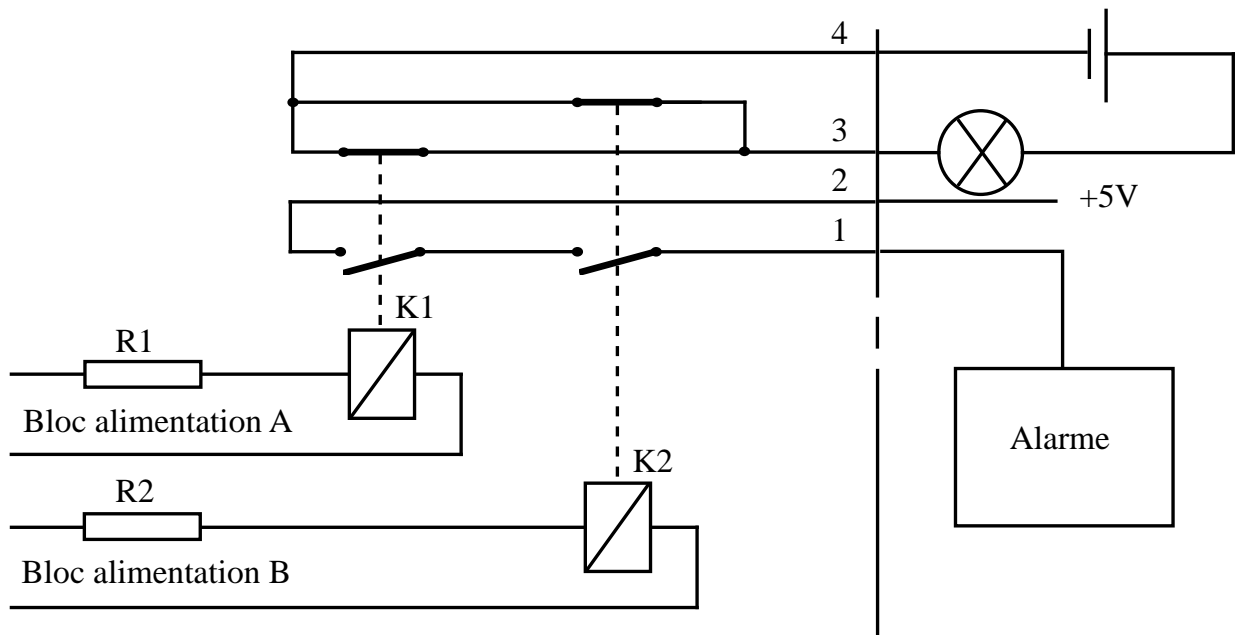 4
3
2
+5V
1
K1
R1
Bloc alimentation A
Alarme
K2
R2
Bloc alimentation B